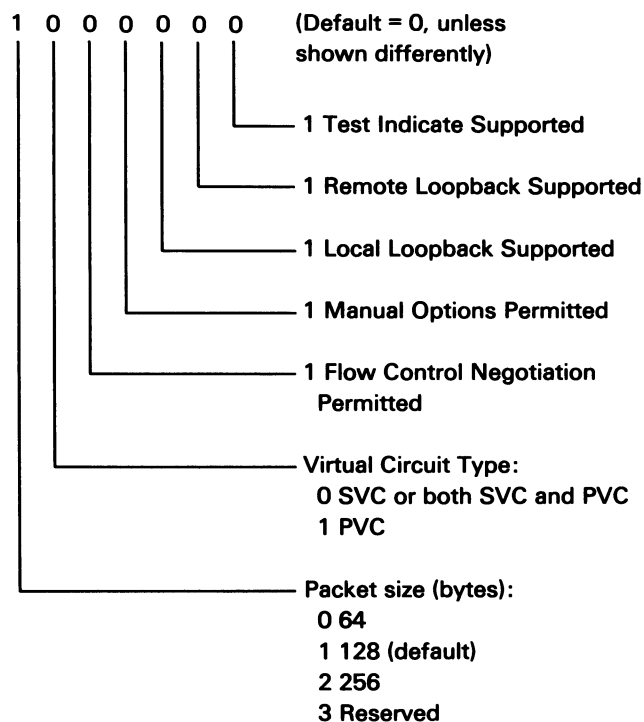 1 0 0 0 0 0 0 (Default = 0, unless
shown differently)
1 Test Indicate Supported
1 Remote Loopback Supported
1 Local Loopback Supported
1 Manual Options Permitted
1 Flow Control Negotiation
Permitted
Virtual Circuit Type:
0 SVC or both SVC and PVC
1 PVC
Packet size (bytes):
0 64
1 128 (default)
2 256
3 Reserved